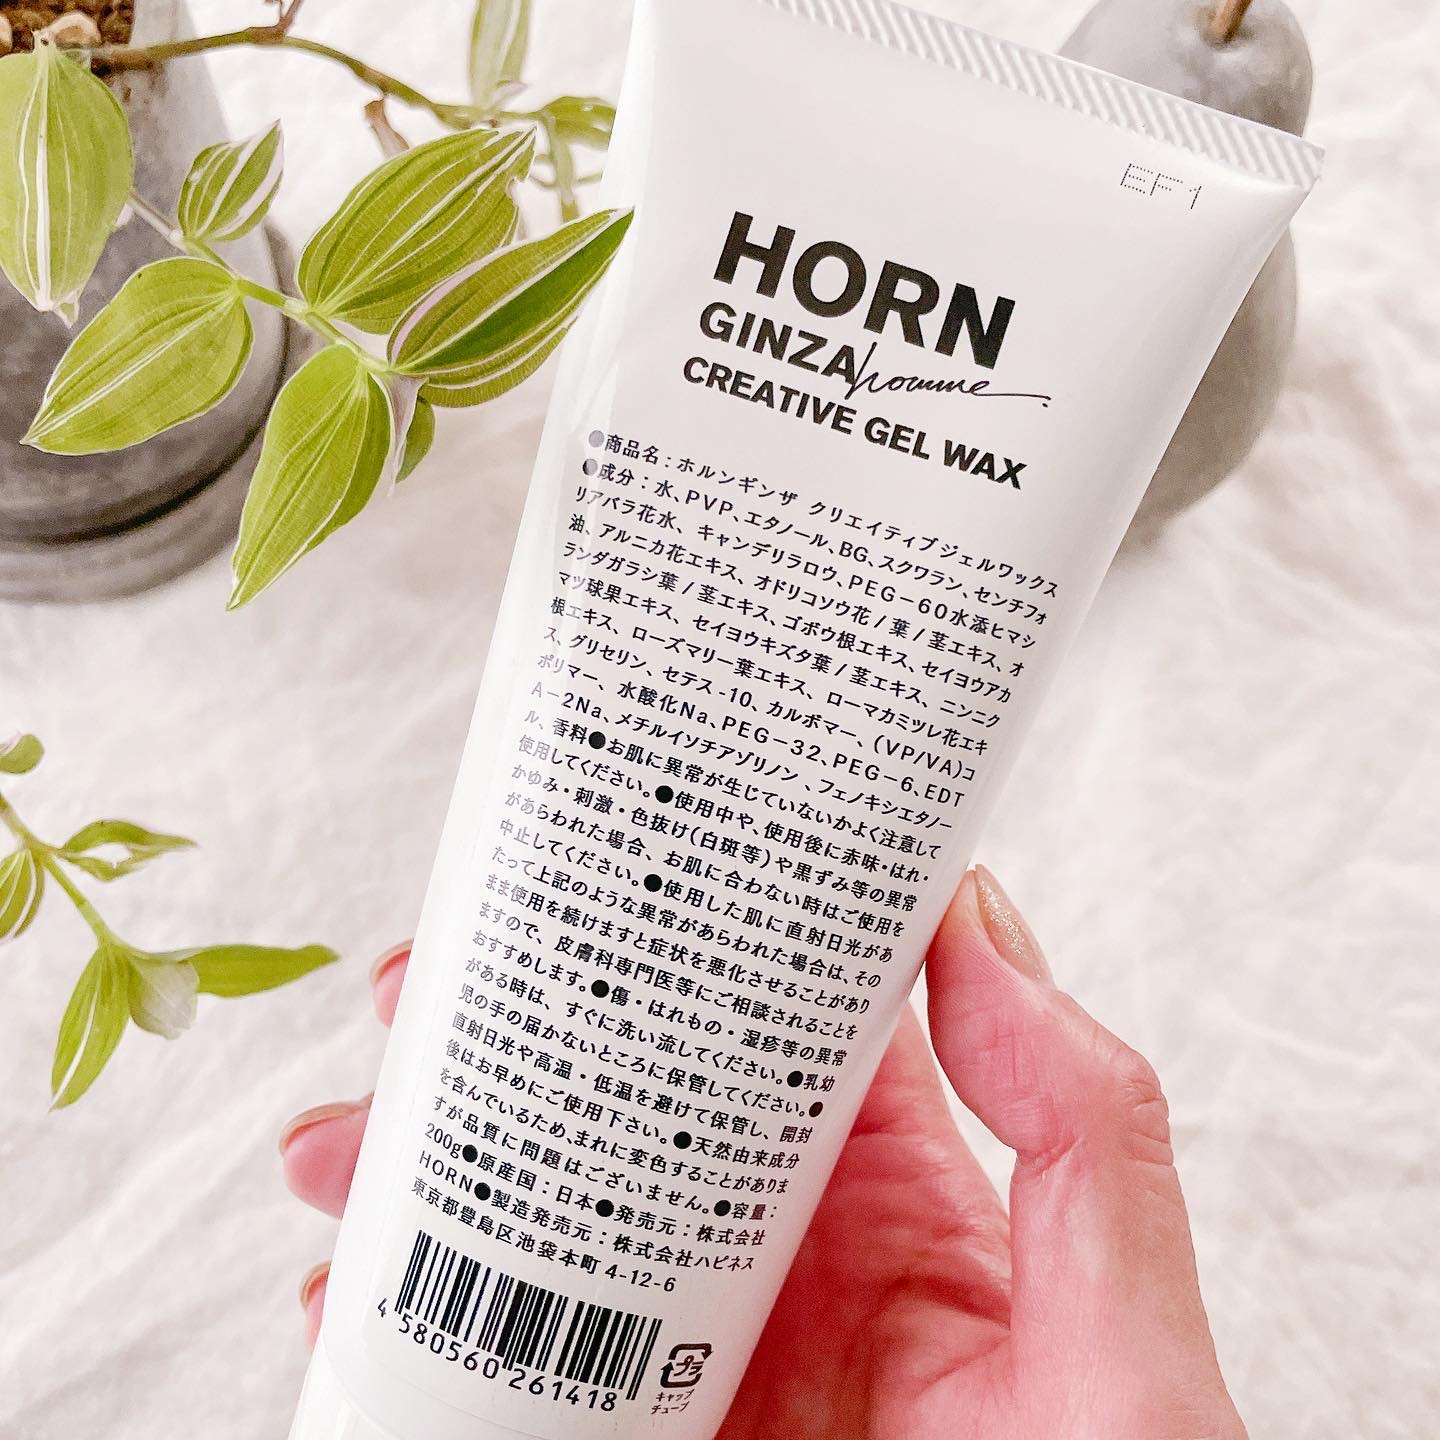 EF1
HORN
GINZA homme.
CREATIVE GEL WAX
●商品名：ホルンギンザ クリエイティブジェルワックス
●成分：水、PVP、エタノール、BG、スクワラン、センチフォ
リアバラ花水、キャンデリラロウ、PEG－60水添ヒマシ
油、アルニカ花エキス、オドリコソウ花/葉/茎エキス、オ
ランダガラシ葉/茎エキス、ゴボウ根エキス、セイヨウアカ
マツ球果エキス、セイヨウキズタ葉/茎エキス、ニンニク
根エキス、ローズマリー葉エキス、ローマカミツレ花エキ
ス、グリセリン、セテス-10、カルボマー、(VP/VA)コ
ポリマー、水酸化Na、PEG－32、PEG－6、EDT
A－2Na、メチルイソチアゾリノン、フェノキシエタノー
ル、香料●お肌に異常が生じていないかよく注意して
使用してください。●使用中や、使用後に赤味・はれ・
かゆみ・刺激・色抜け(白斑等)や黒ずみ等の異常
があらわれた場合、お肌に合わない時はご使用を
中止してください。●使用した肌に直射日光があ
たって上記のような異常があらわれた場合は、その
まま使用を続けますと症状を悪化させることがあり
ますので、皮膚科専門医等にご相談されることを
おすすめします。●傷・はれもの・湿疹等の異常
がある時は、すぐに洗い流してください。●乳幼
児の手の届かないところに保管してください。●
直射日光や高温・低温を避けて保管し、開封
後はお早めにご使用下さい。●天然由来成分
を含んでいるため、まれに変色することがありま
すが品質に問題はございません。●容量：
200g●原産国：日本●発売元：株式会社
HORN●製造発売元：株式会社ハピネス
東京都豊島区池袋本町 4-12-6
4 580560 261418
プラ
キャップ
チューブ